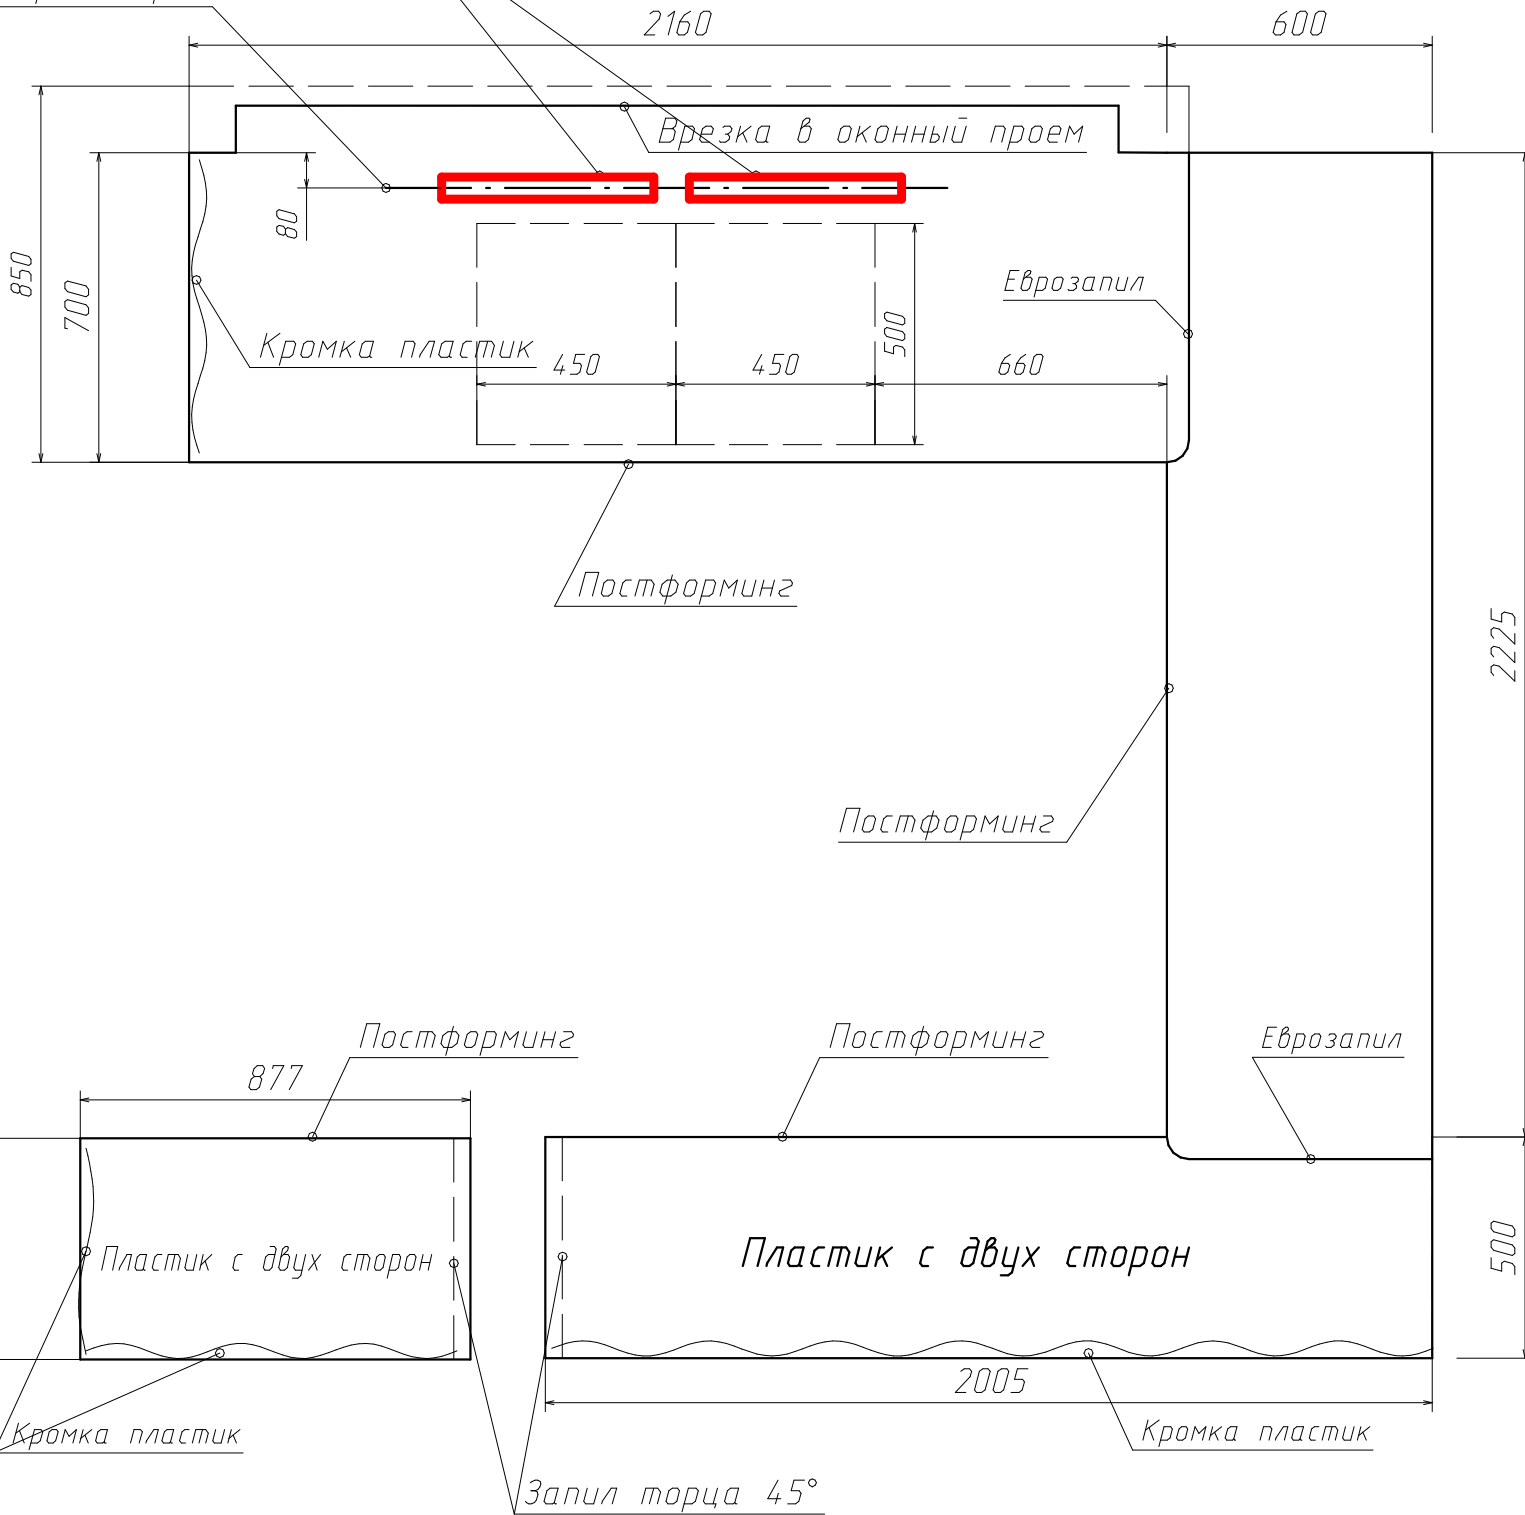 2160
600
Врезка в оконный проем
80
850
700
500
Еврозапил
Кромка пластик
450
450
660
Постформинг
2225
Постформинг
Постформинг
Постформинг
Еврозапил
877
Пластик с двух сторон
Пластик с двух сторон
500
2005
Кромка пластик
Кромка пластик
Запил торца 45°